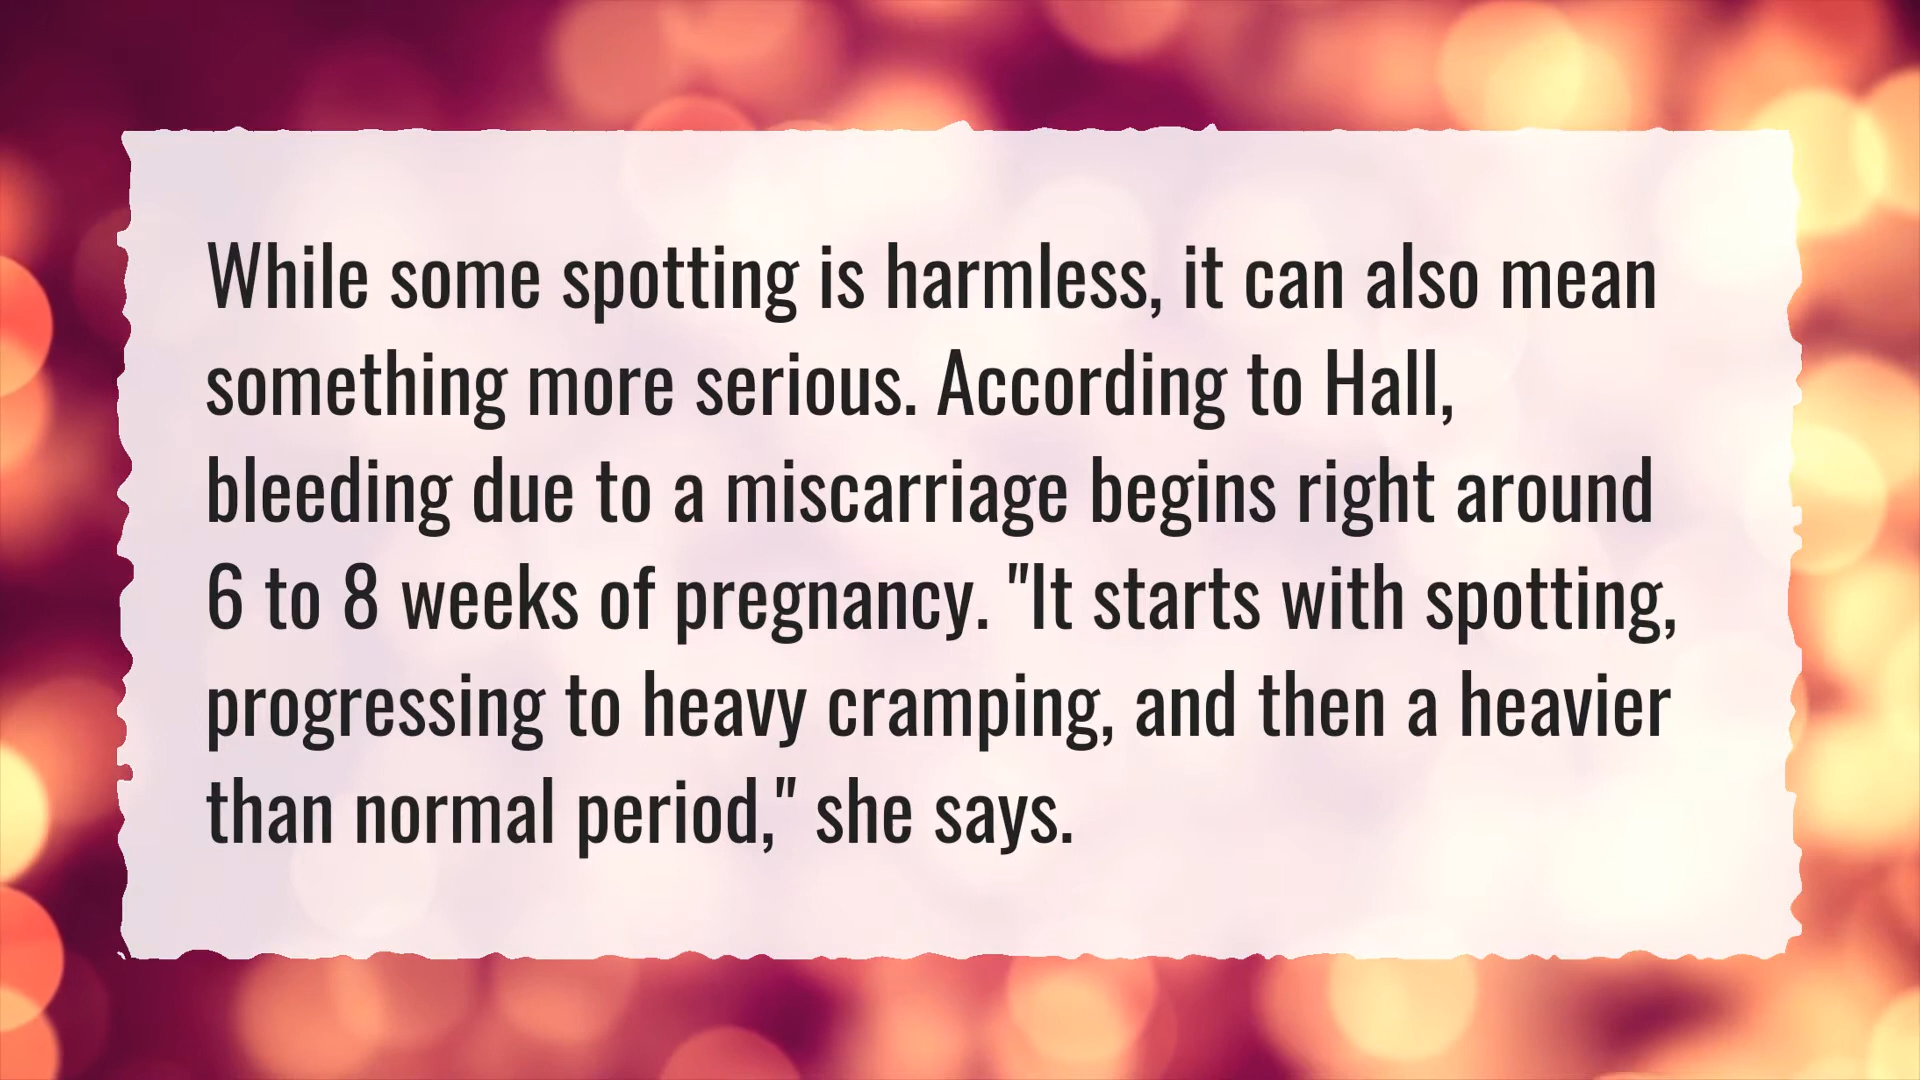 While some spotting is harmless, it can also mean
something more serious. According to Hall,
bleeding due to a miscarriage begins right around
6 to 8 weeks of pregnancy. "It starts with spotting,
progressing to heavy cramping, and then a heavier
than normal period," she says.